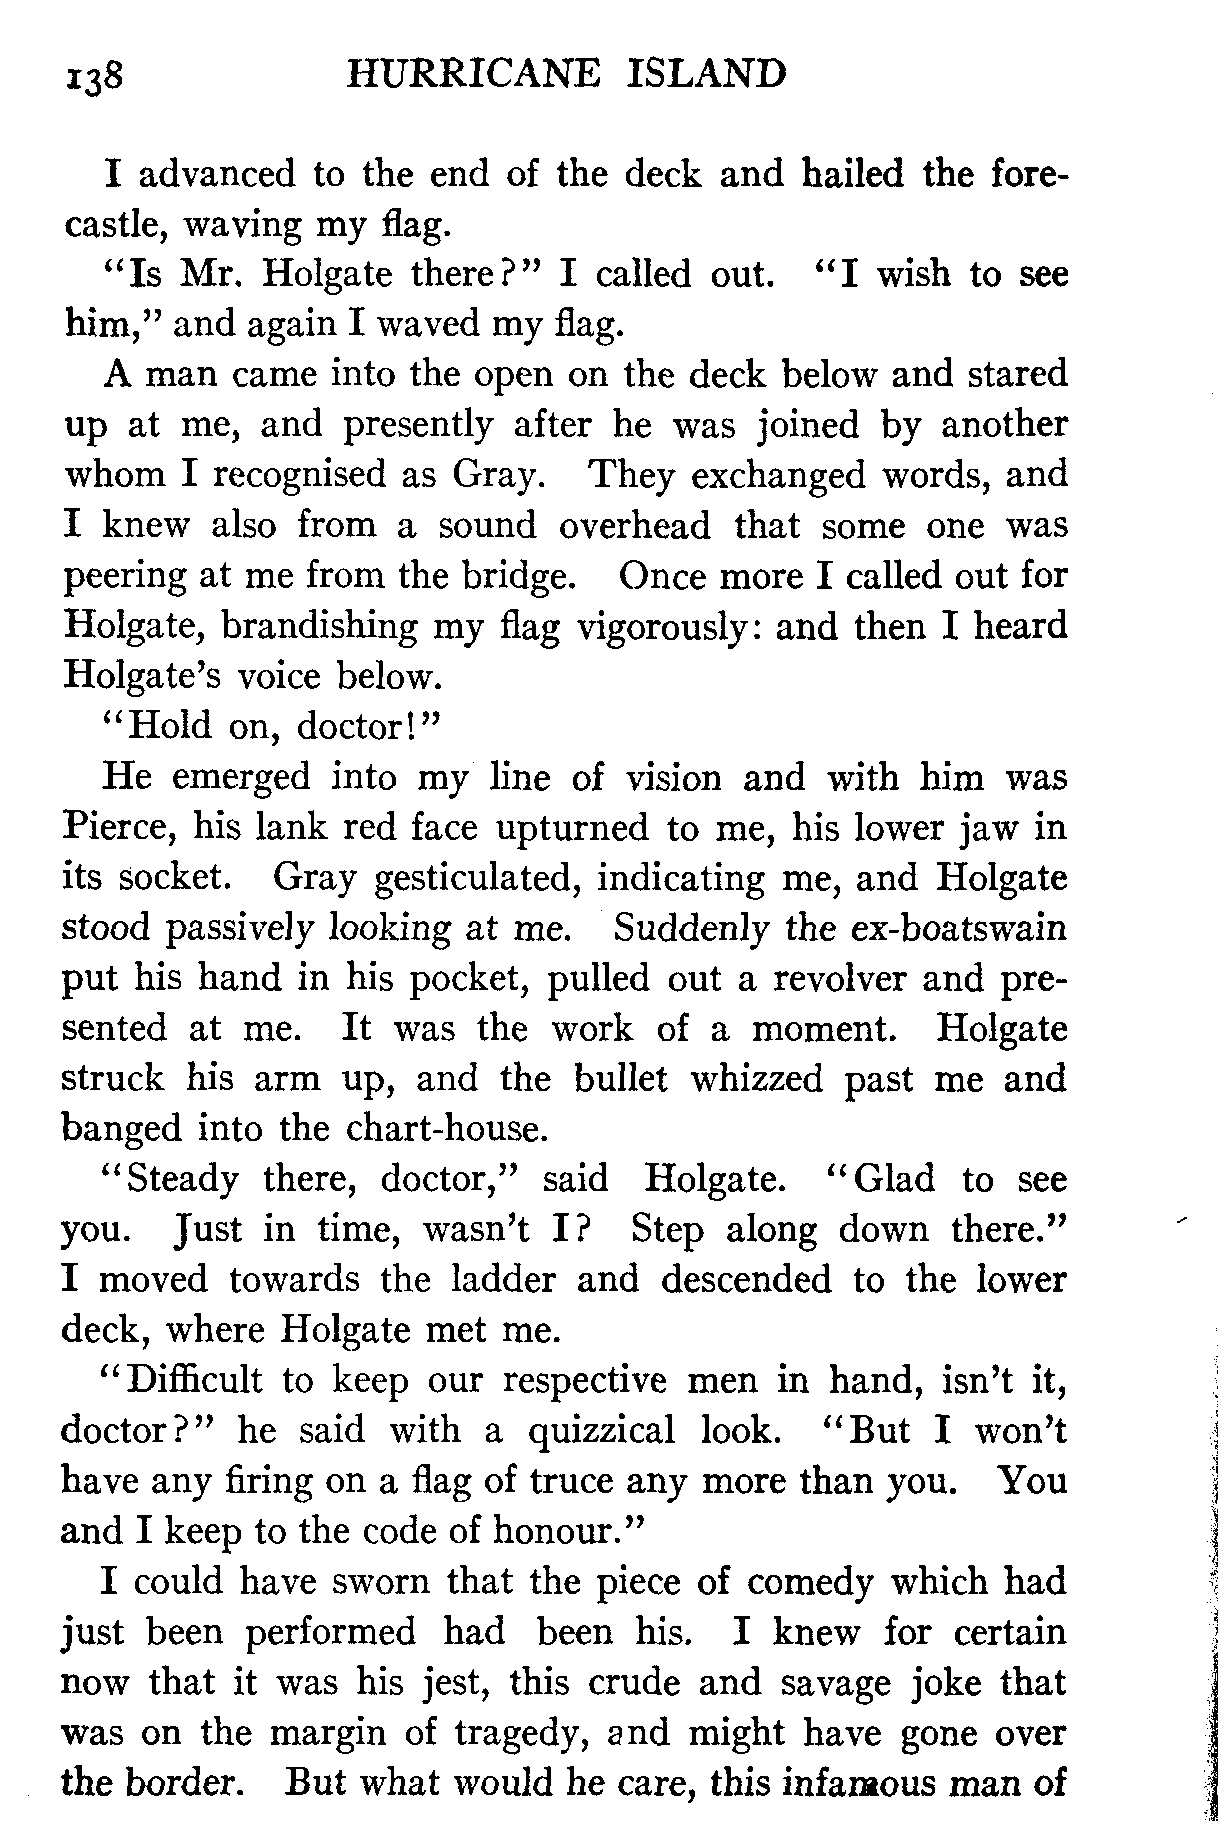 138 HURRICANE ISLAND
I advanced to the end of the deck and hailed the fore-
castle, waving my flag.
"Is Mr. Holgate there?" I called out. "I wish to see
him," and again I waved my flag.
A man came into the open on the deck below and stared
up at me, and presently after he was joined by another
whom I recognised as Gray. They exchanged words, and
I knew also from a sound overhead that some one was
peering at me from the bridge. Once more I called out for
Holgate, brandishing my flag vigorously: and then I heard
Holgate's voice below.
"Hold on, doctor!"
He emerged into my line of vision and with him was
Pierce, his lank red face upturned to me, his lower jaw in
its socket. Gray gesticulated, indicating me, and Holgate
stood passively looking at me. Suddenly the ex-boatswain
put his hand in his pocket, pulled out a revolver and pre-
sented at me. It was the work of a moment. Holgate
struck his arm up, and the bullet whizzed past me and
banged into the chart-house.
"Steady there, doctor," said Holgate. "Glad to see
you. Just in time, wasn't I? Step along down there."
I moved towards the ladder and descended to the lower
deck, where Holgate met me.
"Difficult to keep our respective men in hand, isn't it,
doctor?" he said with a quizzical look. "But I won't
have any firing on a flag of truce any more than you. You
and I keep to the code of honour."
I could have sworn that the piece of comedy which had
just been performed had been his. I knew for certain
now that it was his jest, this crude and savage joke that
was on the margin of tragedy, and might have gone over
the border. But what would he care, this infamous man of